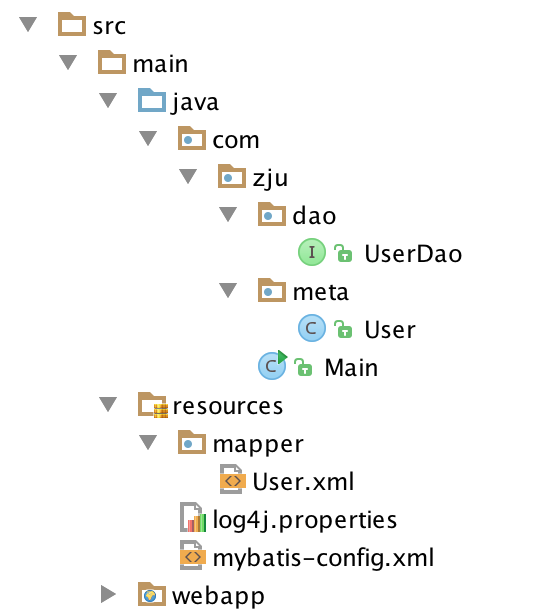 src
main
java
com
zju
dao
I UserDao
meta
C User
C Main
resources
mapper
<> User.xml
log4j.properties
<> mybatis-config.xml
webapp